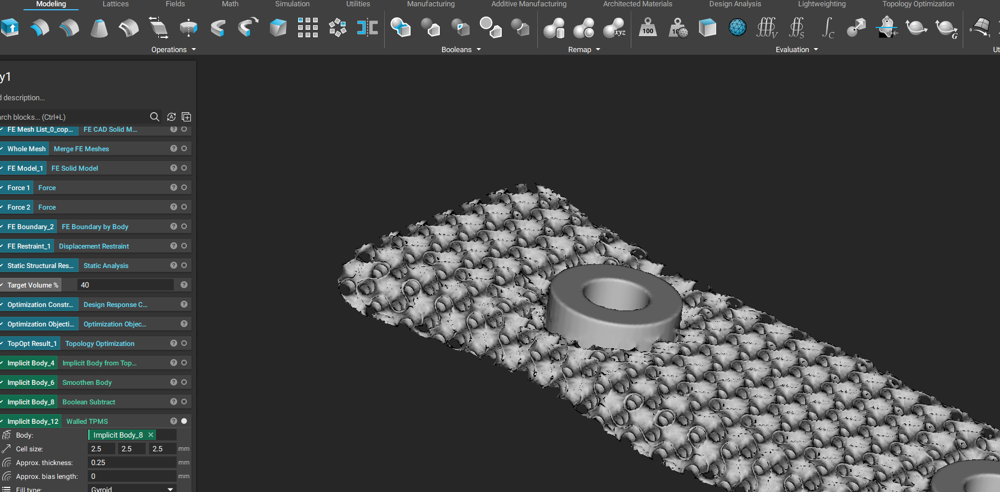 Modeling Lattices Fields Math Simulation Utilities Manufacturing Additive Manufacturing Architected Materials Design Analysis Lightweighting Topology Optimization
100 10 xyz V S C G 1
Operations Booleans Remap Evaluation Ut
y1
d description...
rch blocks... (Ctrl+L) A
FE Mesh List_0_cop... FE CAD Solid M... ?
Whole Mesh Merge FE Meshes ?
FE Model_1 FE Solid Model ?
Force 1 Force ?
Force 2 Force ?
FE Boundary_2 FE Boundary by Body ?
FE Restraint_1 Displacement Restraint ?
Static Structural Res... Static Analysis ?
Target Volume % 40 ?
Optimization Constr... Design Response C... ?
Optimization Objecti... Optimization Objec... ?
TopOpt Result_1 Topology Optimization ?
Implicit Body_4 Implicit Body from Top... ?
Implicit Body_6 Smoothen Body ?
Implicit Body_8 Boolean Subtract ?
Implicit Body_12 Walled TPMS ?
Body: Implicit Body_8
Cell size: 2.5 2.5 2.5 mm
Approx. thickness: 0.25 mm
Approx. bias length: 0 mm
Fill type: Gyroid